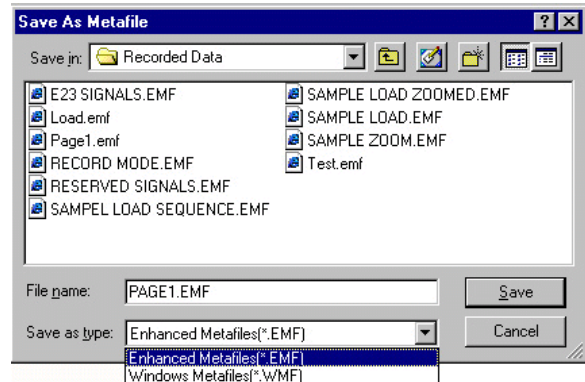 Save As Metafile
Save in: Recorded Data
E23 SIGNALS.EMF
Load.emf
Page1.emf
RECORD MODE.EMF
RESERVED SIGNALS.EMF
SAMPEL LOAD SEQUENCE.EMF
SAMPLE LOAD ZOOMED.EMF
SAMPLE LOAD.EMF
SAMPLE ZOOM.EMF
Test.emf
File name: PAGE1.EMF Save
Save as type: Enhanced Metafiles(*.EMF) Cancel
Enhanced Metafiles(*.EMF)
Windows Metafiles(*.WMF)